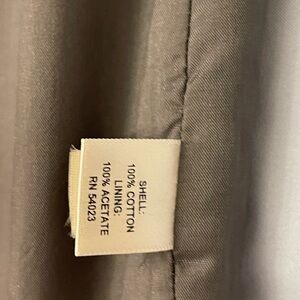 SHELL:
100% COTTON
LINING:
100% ACETATE
RN 54023